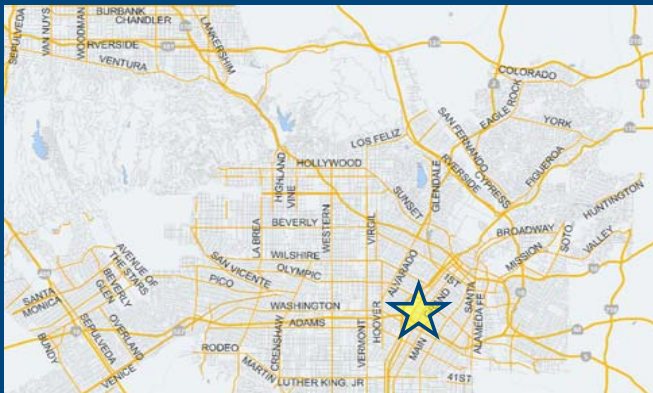 BURBANK
CHANDLER
SEPULVEDA
VAN NUYS
WOODMAN
LANKERSHIM
RVERSIDE
VENTURA
COLORADO
EAGLE ROCK
YORK
SAN FERNANDO
LOS FELIZ
RVERSIDE
CYPRESS
FIGUEROA
HOLLYWOOD
HIGHLAND
VINE
SUNSET
GLENDALE
HUNTINGTON
LA BREA
BEVERLY
WESTERN
VIRGIL
BROADWAY
SOTO
VALLEY
MISSION
AVENUE OF
THE STARS
WILSHIRE
SAN VICENTE
OLYMPIC
PICO
ALVARADO
1ST
2ND
SANTA
MONICA
BEVERLY
GLEN
WASHINGTON
HOOVER
SANTA
ALAMEDA FE
ADAMS
BUNDY
SEPULVEDA
OVERLAND
VENICE
RODEO
CRENSHAW
VERMONT
MAIN
MARTIN
LUTHER KING, JR
41ST